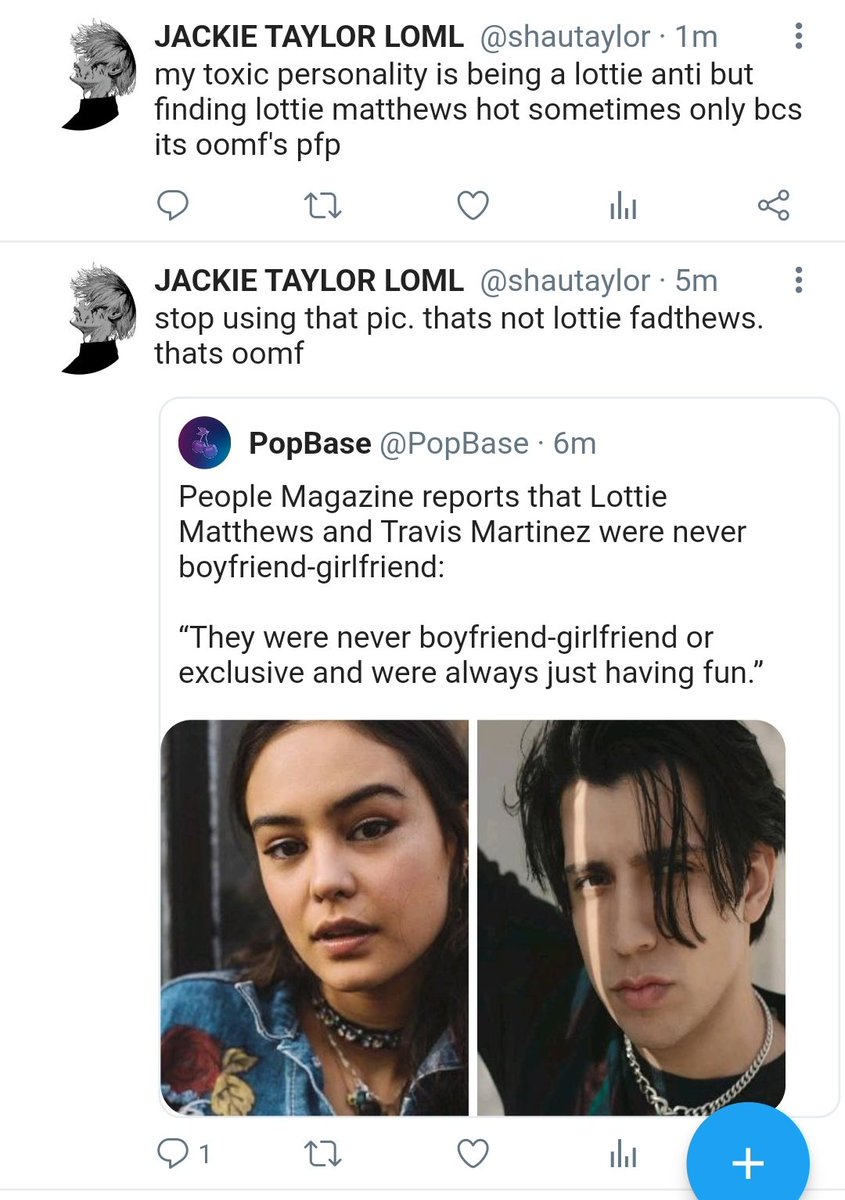 JACKIE TAYLOR LOML @shautaylor · 1m
my toxic personality is being a lottie anti but
finding lottie matthews hot sometimes only bcs
its oomf's pfp
JACKIE TAYLOR LOML @shautaylor · 5m
stop using that pic. thats not lottie fadthews.
thats oomf
PopBase @PopBase · 6m
People Magazine reports that Lottie
Matthews and Travis Martinez were never
boyfriend-girlfriend:
“They were never boyfriend-girlfriend or
exclusive and were always just having fun.”
1